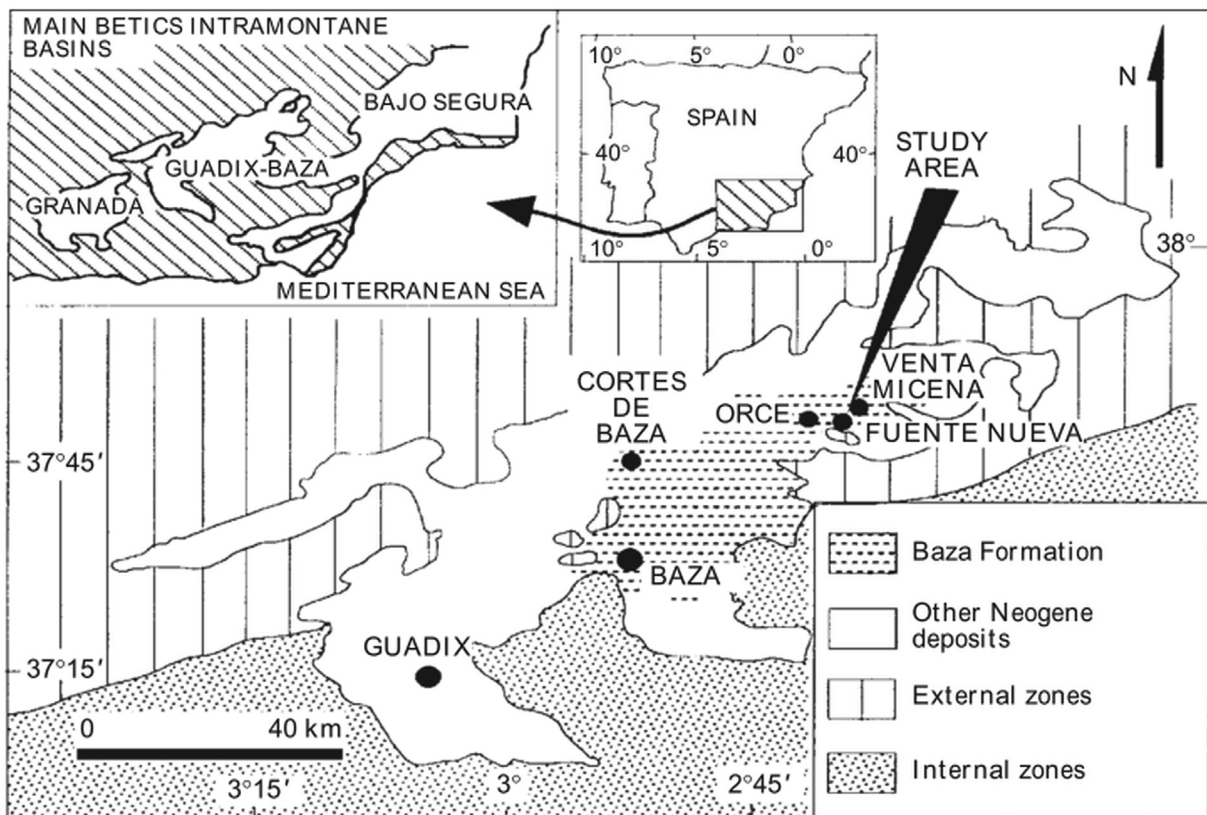 MAIN BETICS INTRAMONTANE
BASINS
BAJO SEGURA
GUADIX-BAZA
GRANADA
MEDITERRANEAN SEA
10°
5°
0°
SPAIN
40°
40°
10°
5°
0°
N
STUDY
AREA
38°
VENTA
MICENA
CORTES
DE
BAZA
ORCE
FUENTE NUEVA
37°45'
BAZA
GUADIX
37°15'
0
40 km
3°15'
3°
2°45'
Baza Formation
Other Neogene
deposits
External zones
Internal zones